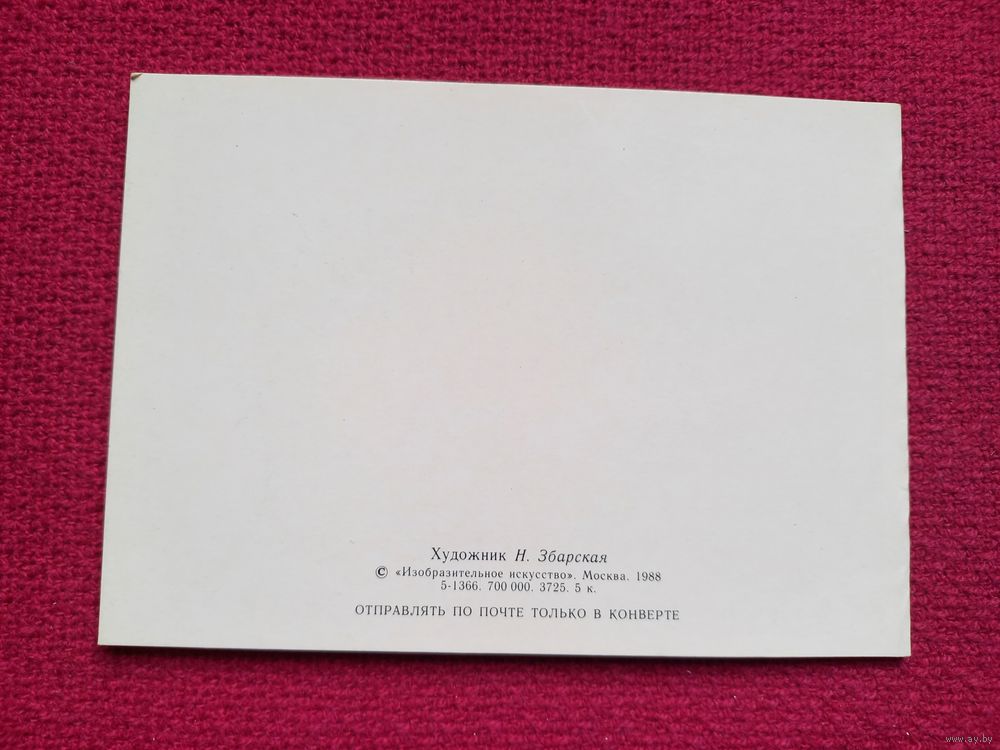 Художник Н. Збарская
© «Изобразительное искусство». Москва. 1988
5-1366. 700 000. 3725. 5 к.
ОТПРАВЛЯТЬ ПО ПОЧТЕ ТОЛЬКО В КОНВЕРТЕ
www.ay.by